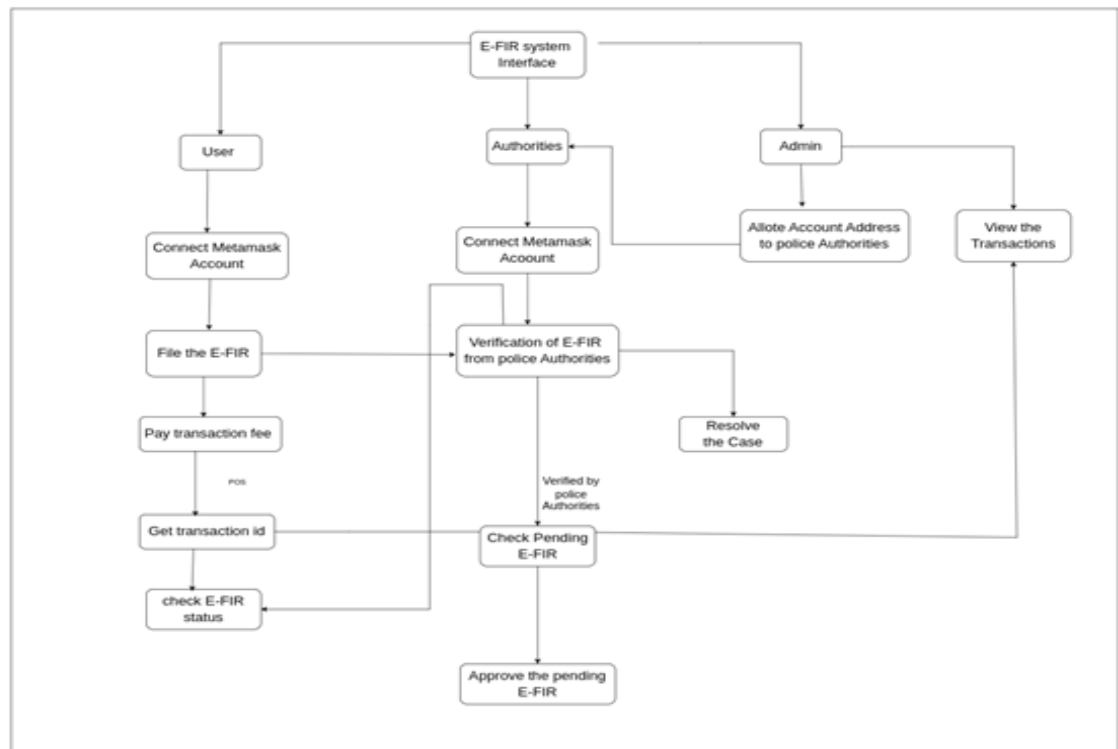 E-FIR system
Interface
User
Authorities
Admin
Connect Metamask
Account
Connect Metamask
Acoount
Allote Account Address
to police Authorities
View the
Transactions
File the E-FIR
Verification of E-FIR
from police Authorities
Pay transaction fee
Resolve
the Case
POS
Verified by
police
Authorities
Get transaction id
Check Pending
E-FIR
check E-FIR
status
Approve the pending
E-FIR